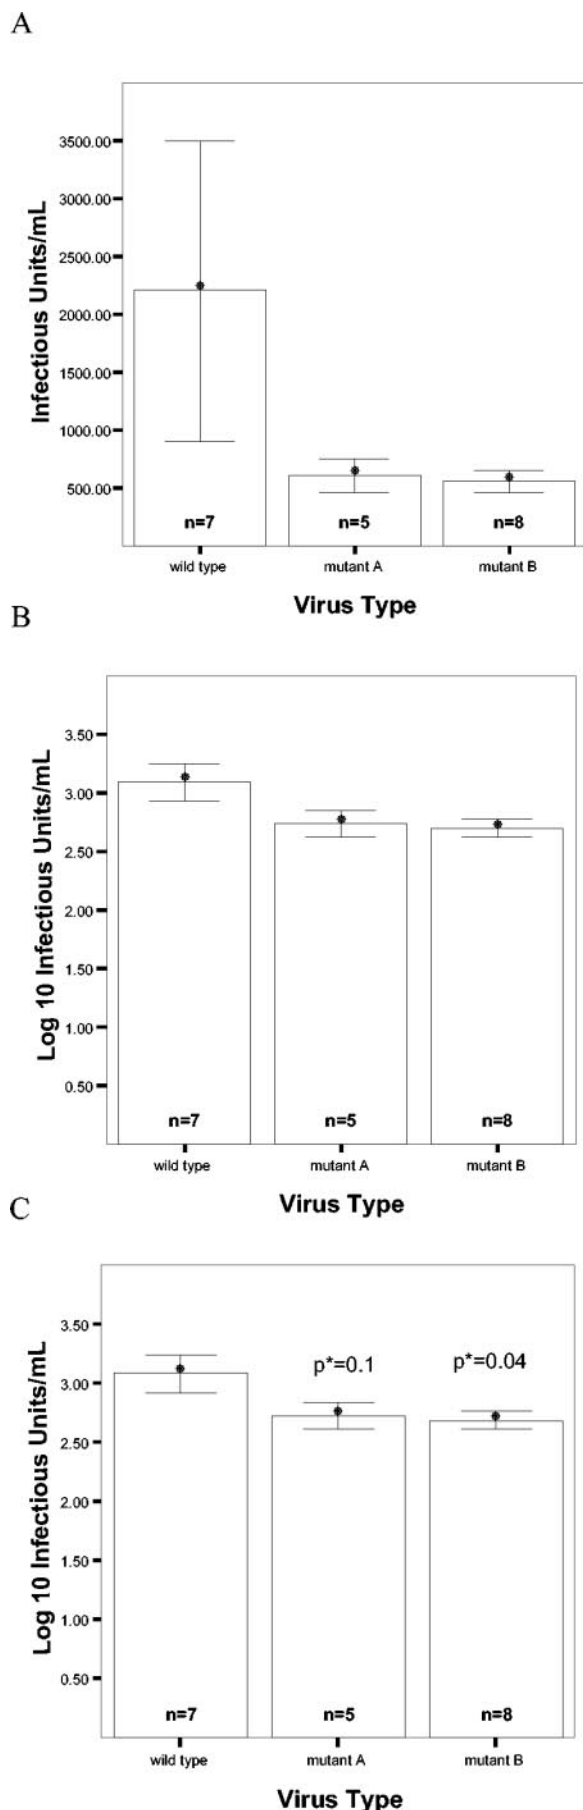 A
Infectious Units/mL
3500.00
3000.00
2500.00
2000.00
1500.00
1000.00
500.00
n=7
n=5
n=8
wild type
mutant A
mutant B
Virus Type
B
Log 10 Infectious Units/mL
3.50
3.00
2.50
2.00
1.50
1.00
0.50
n=7
n=5
n=8
wild type
mutant A
mutant B
Virus Type
C
Log 10 Infectious Units/mL
3.50
3.00
2.50
2.00
1.50
1.00
0.50
p*=0.1
p*=0.04
n=7
n=5
n=8
wild type
mutant A
mutant B
Virus Type